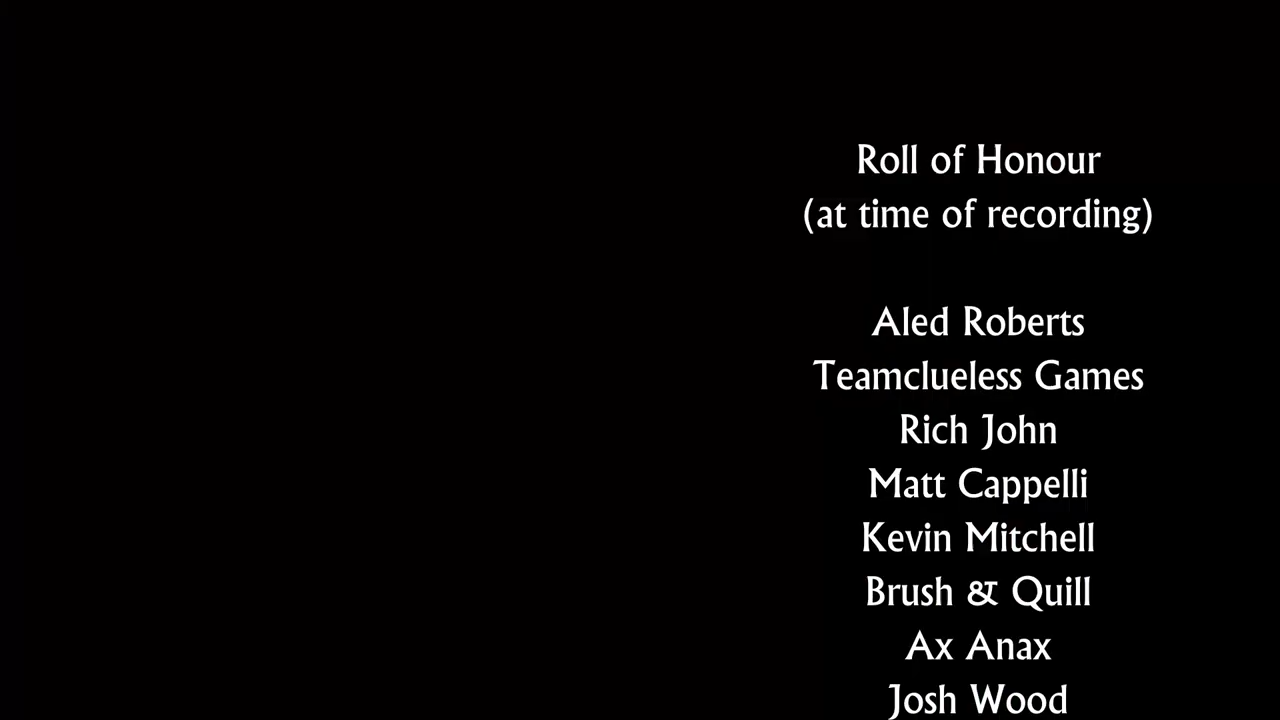 Roll of Honour
(at time of recording)
Aled Roberts
Teamclueless Games
Rich John
Matt Cappelli
Kevin Mitchell
Brush & Quill
Ax Anax
Josh Wood